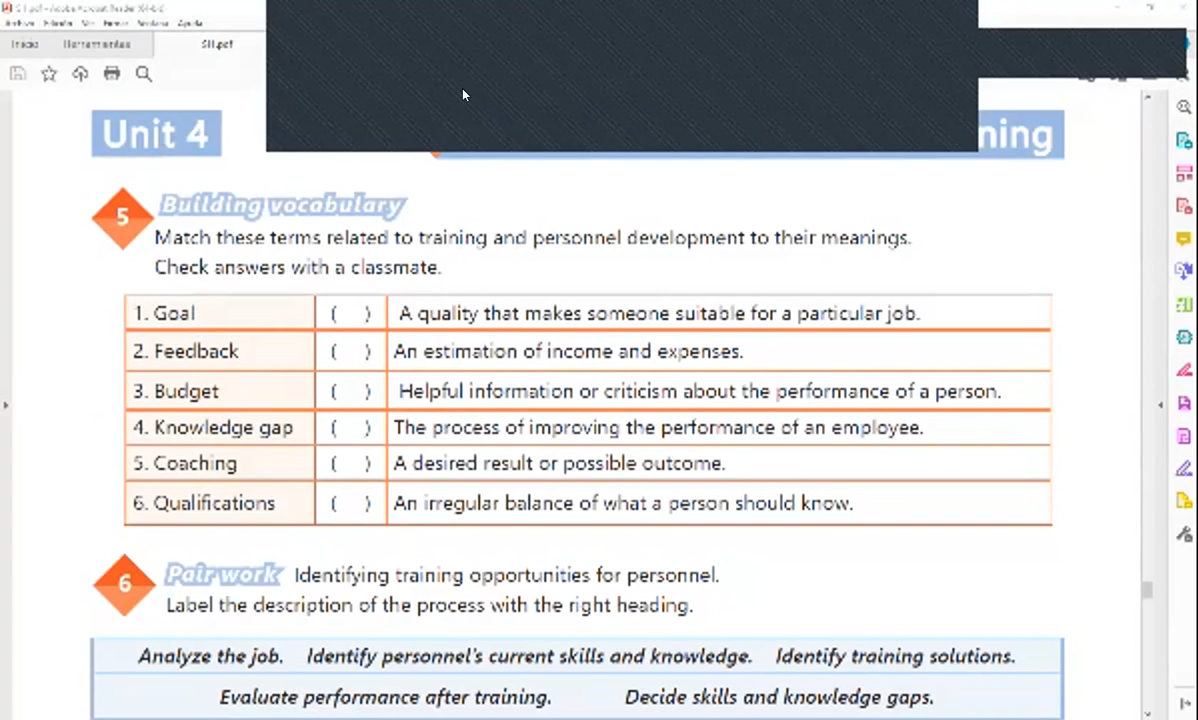 Inicio Herramientas SII.pdf
Unit 4 ning
5 Building vocabulary
Match these terms related to training and personnel development to their meanings.
Check answers with a classmate.
1. Goal ( ) A quality that makes someone suitable for a particular job.
2. Feedback ( ) An estimation of income and expenses.
3. Budget ( ) Helpful information or criticism about the performance of a person.
4. Knowledge gap ( ) The process of improving the performance of an employee.
5. Coaching ( ) A desired result or possible outcome.
6. Qualifications ( ) An irregular balance of what a person should know.
6 Pair work Identifying training opportunities for personnel.
Label the description of the process with the right heading.
Analyze the job. Identify personnel's current skills and knowledge. Identify training solutions.
Evaluate performance after training. Decide skills and knowledge gaps.